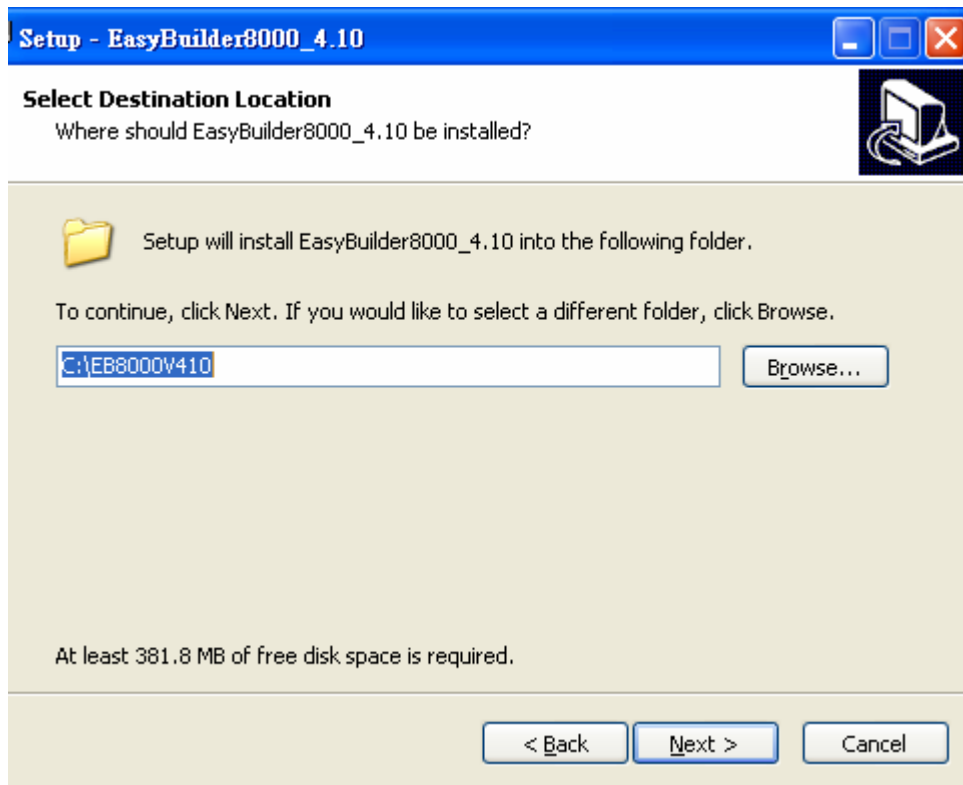 Setup - EasyBuilder8000_4.10
Select Destination Location
Where should EasyBuilder8000_4.10 be installed?
Setup will install EasyBuilder8000_4.10 into the following folder.
To continue, click Next. If you would like to select a different folder, click Browse.
C:\EB8000V410
Browse...
At least 381.8 MB of free disk space is required.
< Back
Next >
Cancel